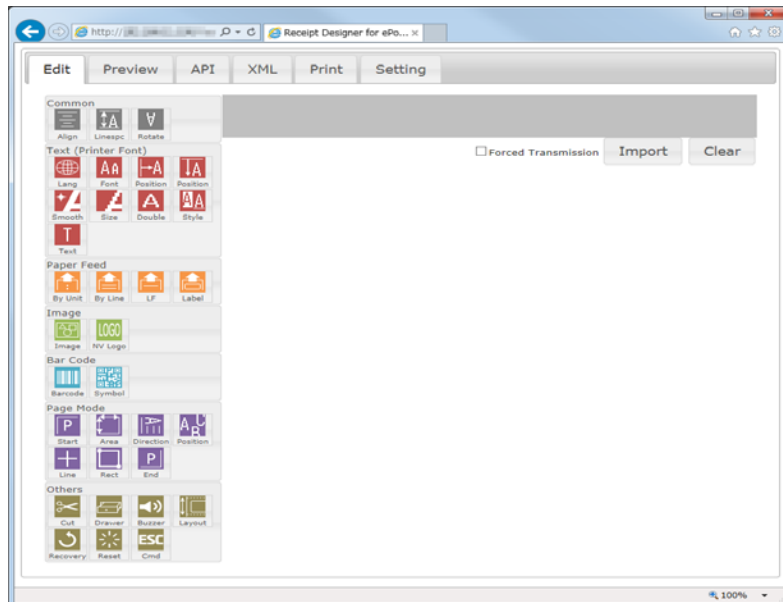 http://
Receipt Designer for ePo... ×
Edit Preview API XML Print Setting
Common
Align Linespc Rotate
Forced Transmission Import Clear
Text (Printer Font)
Lang Font Position Position
Smooth Size Double Style
T
Text
Paper Feed
By Unit By Line LF Label
Image
LOGO
Image NV Logo
Bar Code
Barcode Symbol
Page Mode
P
Start Area Direction Position
P
Line Rect End
Others
Cut Drawer Buzzer Layout
ESC
Recovery Reset Cmd
100%